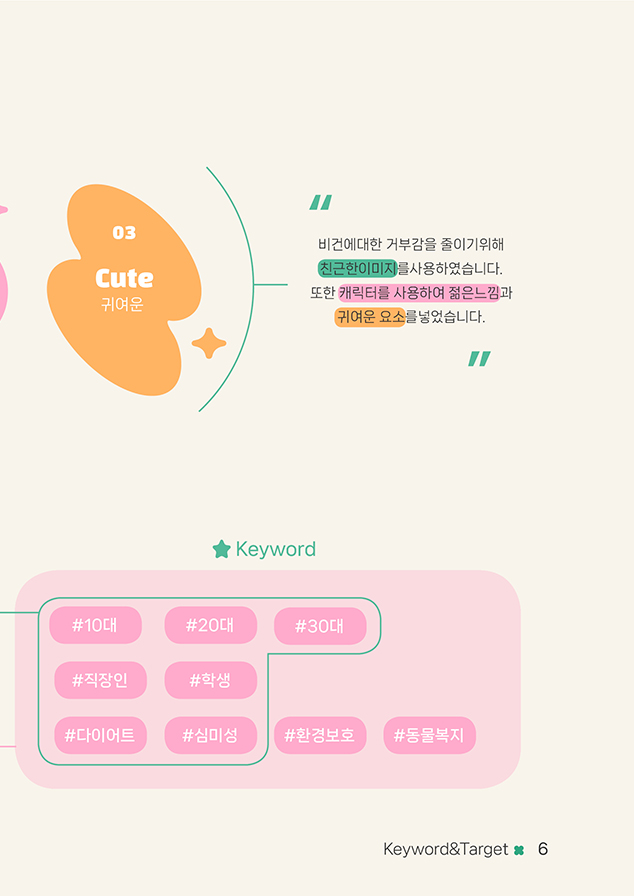 03
Cute
귀여운
"
비건에대한 거부감을 줄이기위해
친근한이미지를사용하였습니다.
또한 캐릭터를 사용하여 젊은느낌과
귀여운 요소를넣었습니다.
"
Keyword
#10대 #20대 #30대
#직장인 #학생
#다이어트 #심미성 #환경보호 #동물복지
Keyword&Target 6